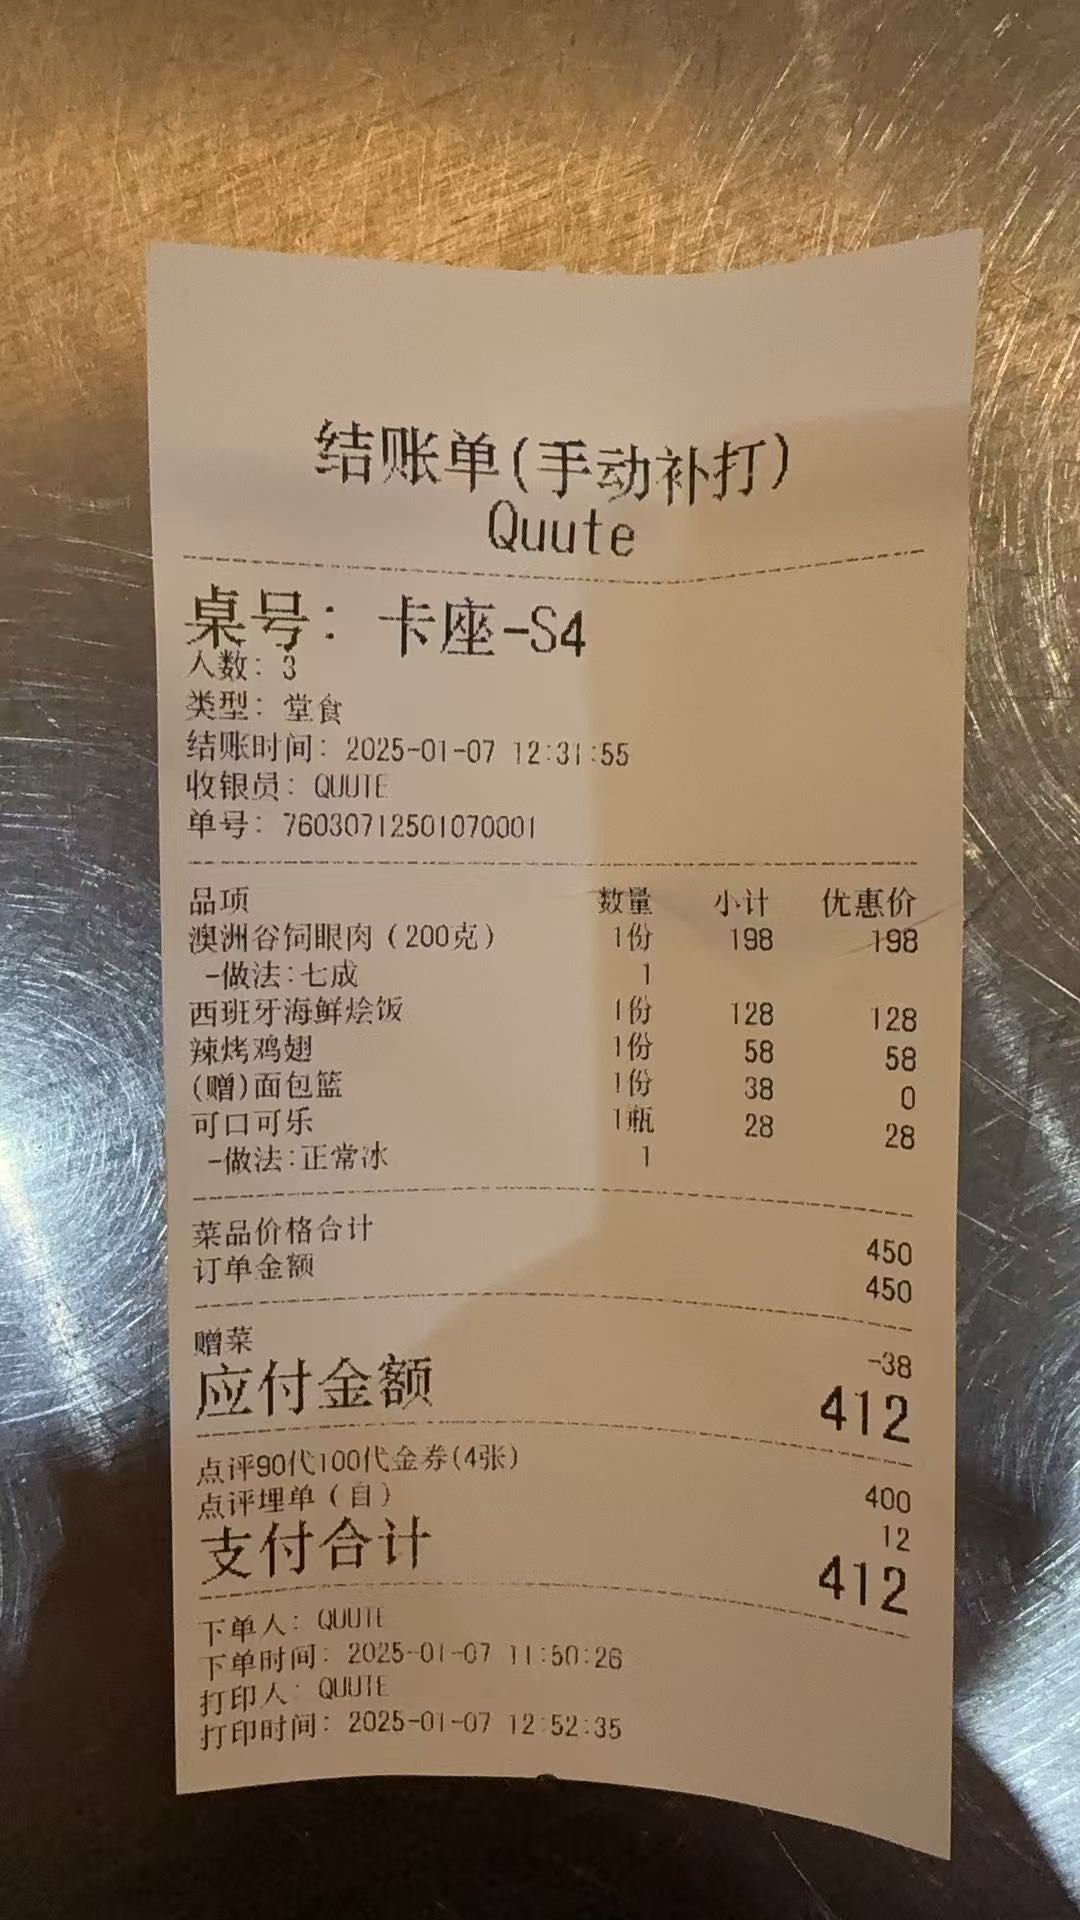 结账单(手动补打)
Quute
桌号: 卡座-S4
人数: 3
类型: 堂食
结账时间: 2025-01-07 12:31:55
收银员: QUUTE
单号: 76030712501070001
品项 数量 小计 优惠价
澳洲谷饲眼肉(200克) 1份 198 198
-做法:七成 1
西班牙海鲜烩饭 1份 128 128
辣烤鸡翅 1份 58 58
(赠)面包篮 1份 38 0
可口可乐 1瓶 28 28
-做法:正常冰 1
菜品价格合计 450
订单金额 450
赠菜 -38
应付金额 412
点评90代100代金券(4张) 400
点评埋单(自) 12
支付合计 412
下单人: QUUTE
下单时间: 2025-01-07 11:50:26
打印人: QUUTE
打印时间: 2025-01-07 12:52:35